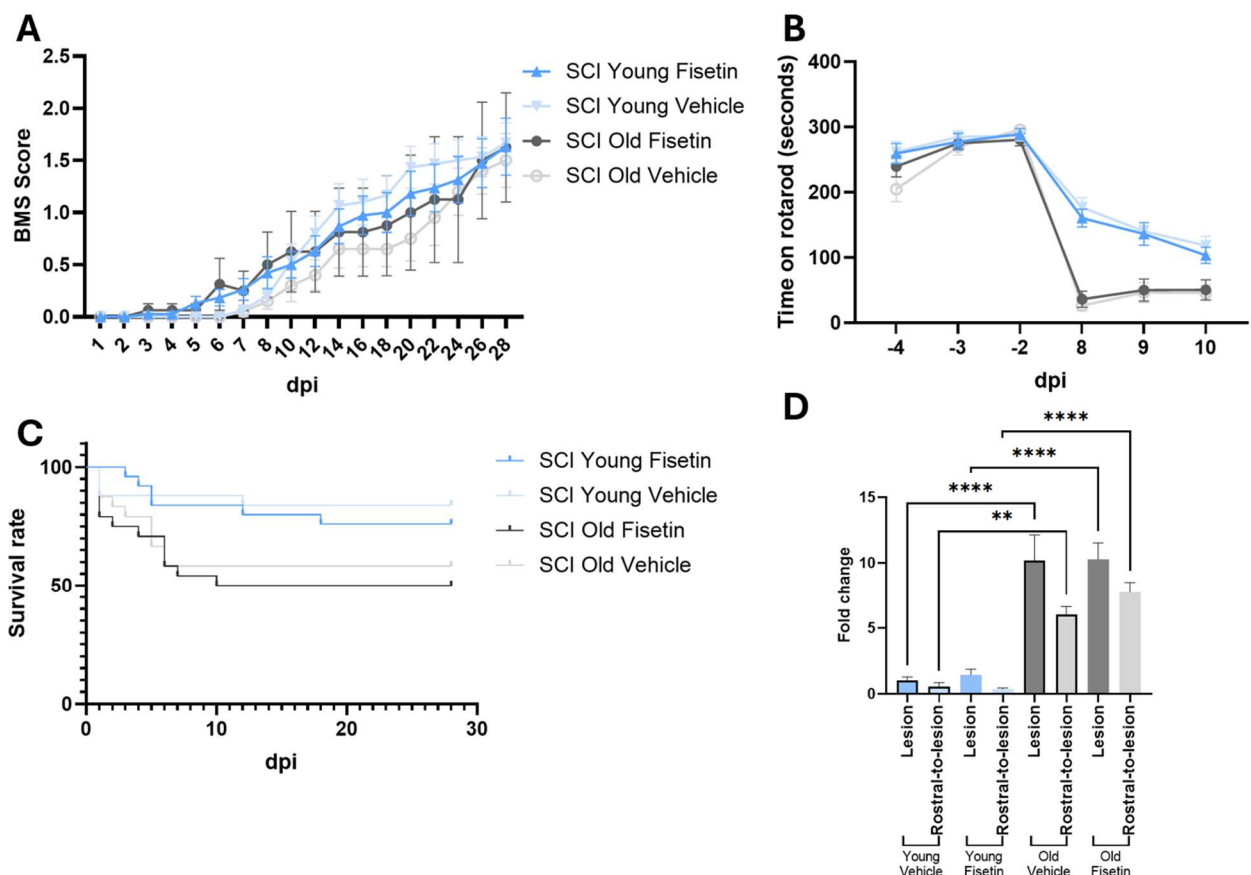 A
BMS Score
2.5
2.0
1.5
1.0
0.5
0.0
1 2 3 4 5 6 7 8 10 12 14 16 18 20 22 24 26 28
dpi
SCI Young Fisetin
SCI Young Vehicle
SCI Old Fisetin
SCI Old Vehicle
B
Time on rotarod (seconds)
400
300
200
100
0
-4 -3 -2 8 9 10
dpi
C
Survival rate
100
50
0
0 10 20 30
dpi
SCI Young Fisetin
SCI Young Vehicle
SCI Old Fisetin
SCI Old Vehicle
D
****
****
****
**
Fold change
15
10
5
0
Lesion
Rostral-to-lesion
Lesion
Rostral-to-lesion
Lesion
Rostral-to-lesion
Lesion
Rostral-to-lesion
Young Young Old Old
Vehicle Fisetin Vehicle Fisetin